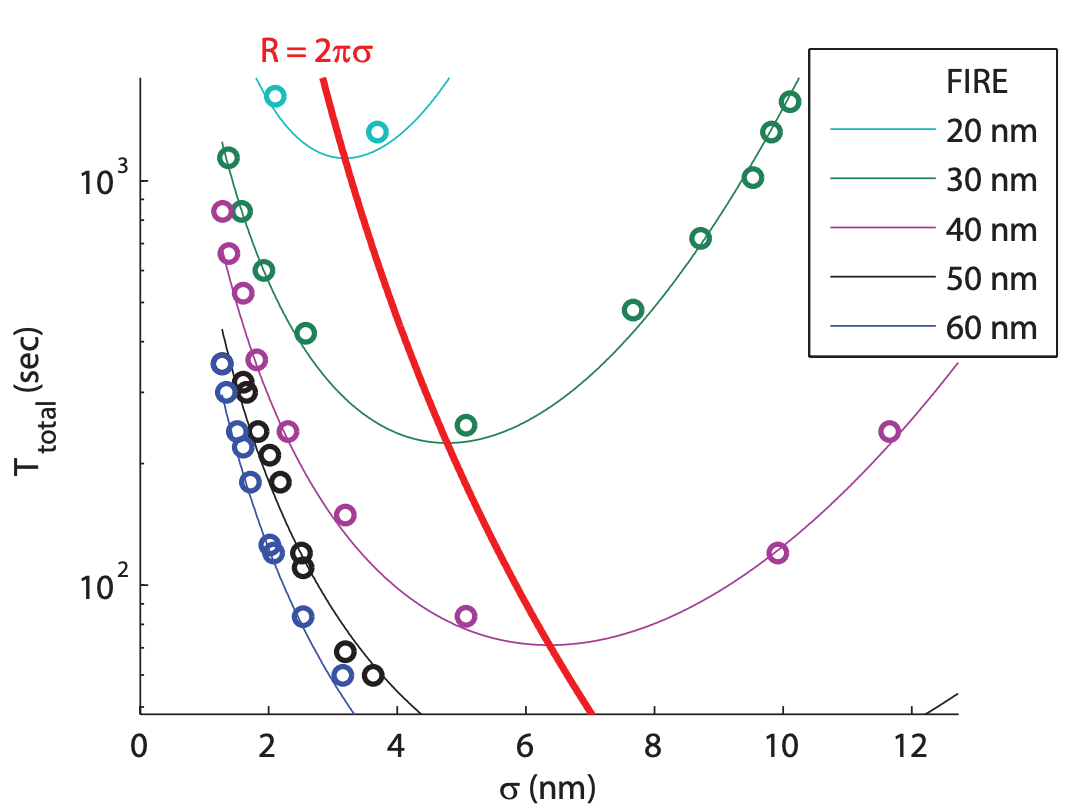 R = 2πσ
FIRE
20 nm
30 nm
40 nm
50 nm
60 nm
10³
10²
T_total (sec)
0 2 4 6 8 10 12
σ (nm)